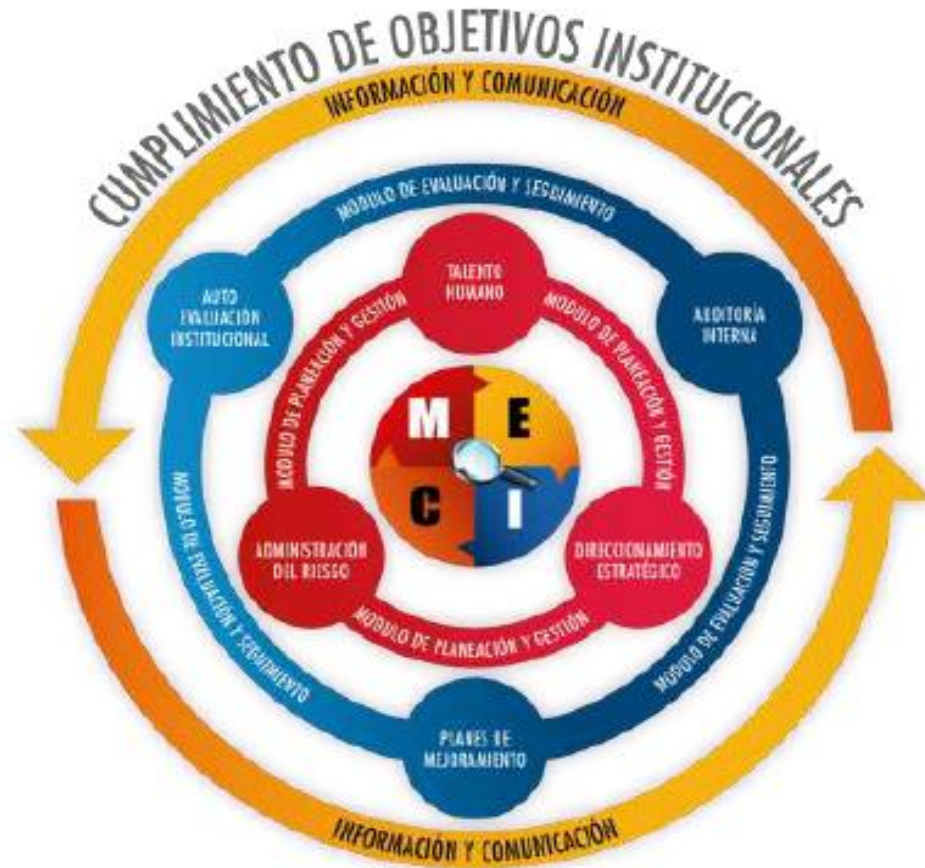 CUMPLIMIENTO DE OBJETIVOS INSTITUCIONALES
INFORMACIÓN Y COMUNICACIÓN
MODULO DE EVALUACIÓN Y SEGUIMIENTO
TALENTO
HUMANO
AUTO
EVALUACIÓN
INSTITUCIONAL
AUDITORÍA
INTERNA
MODULO DE PLANEACIÓN Y GESTIÓN
MODULO DE PLANEACIÓN Y GESTIÓN
M E
C I
ADMINISTRACIÓN
DEL RIESGO
DIRECCIONAMIENTO
ESTRATÉGICO
MODULO DE PLANEACIÓN Y GESTIÓN
MODULO DE EVALUACIÓN Y SEGUIMIENTO
MODULO DE EVALUACIÓN Y SEGUIMIENTO
PLANES DE
MEJORAMIENTO
INFORMACIÓN Y COMUNICACIÓN